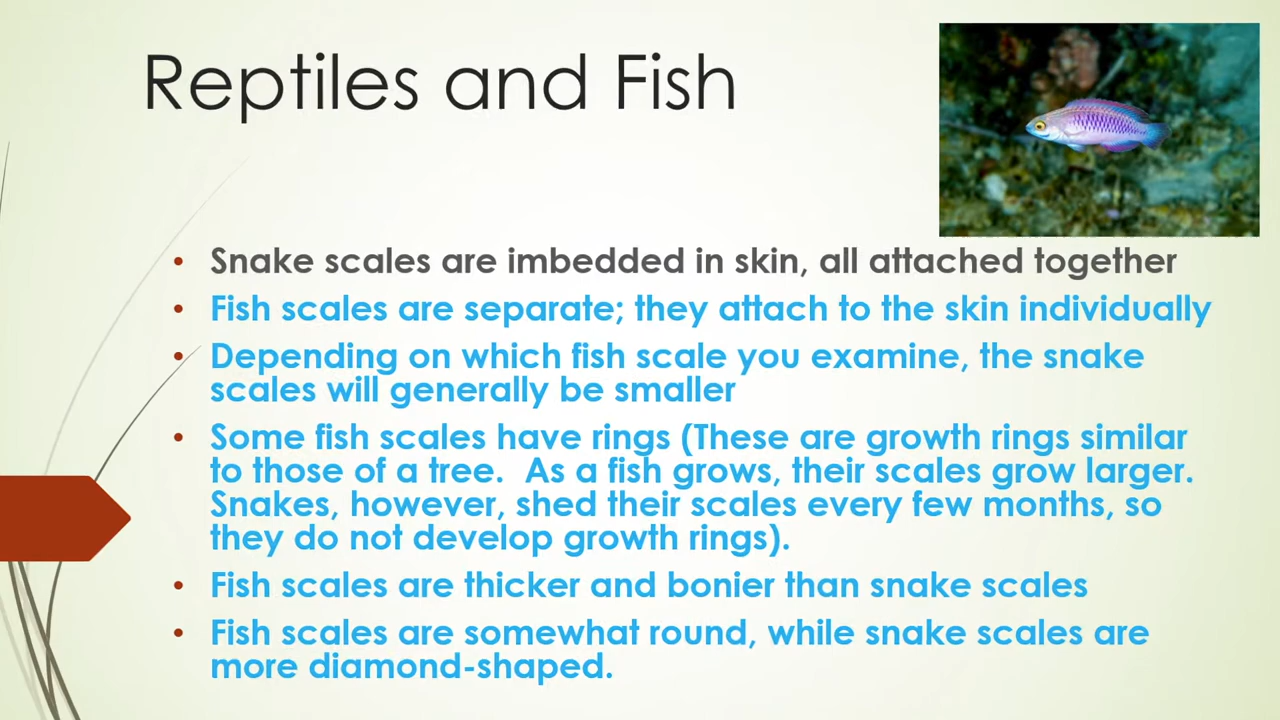 Reptiles and Fish
• Snake scales are imbedded in skin, all attached together
• Fish scales are separate; they attach to the skin individually
• Depending on which fish scale you examine, the snake
scales will generally be smaller
• Some fish scales have rings (These are growth rings similar
to those of a tree.  As a fish grows, their scales grow larger.
Snakes, however, shed their scales every few months, so
they do not develop growth rings).
• Fish scales are thicker and bonier than snake scales
• Fish scales are somewhat round, while snake scales are
more diamond-shaped.